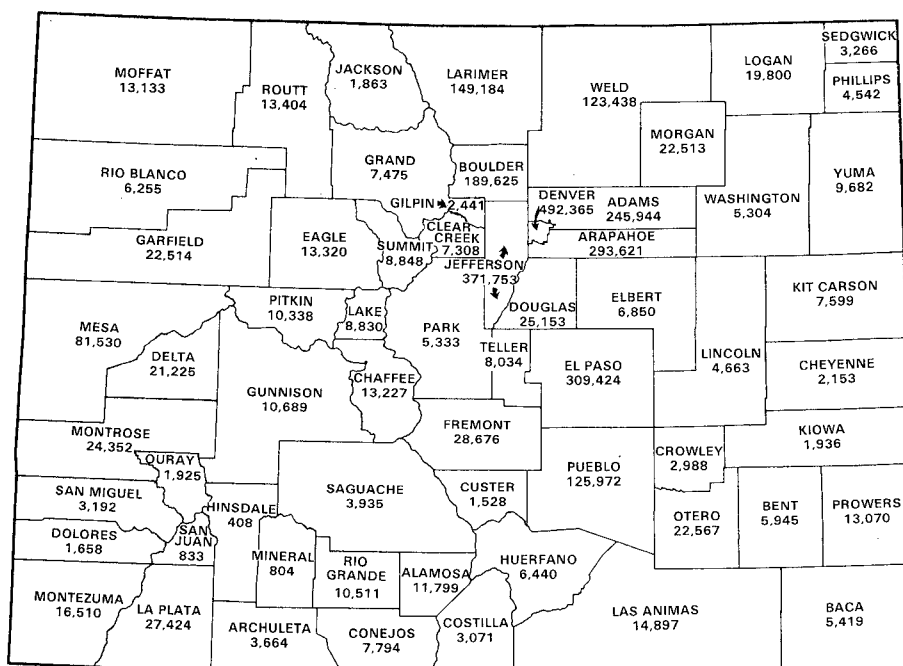 SEDGWICK
3,266
MOFFAT
13,133
ROUTT
13,404
JACKSON
1,863
LARIMER
149,184
WELD
123,438
LOGAN
19,800
PHILLIPS
4,542
MORGAN
22,513
RIO BLANCO
6,255
GRAND
7,475
BOULDER
189,625
WASHINGTON
5,304
YUMA
9,682
GILPIN
2,441
DENVER
492,365
ADAMS
245,944
GARFIELD
22,514
EAGLE
13,320
SUMMIT
8,848
CLEAR
CREEK
7,308
ARAPAHOE
293,621
JEFFERSON
371,753
PITKIN
10,338
LAKE
8,830
PARK
5,333
DOUGLAS
25,153
ELBERT
6,850
KIT CARSON
7,599
MESA
81,530
DELTA
21,225
TELLER
8,034
EL PASO
309,424
LINCOLN
4,663
CHEYENNE
2,153
GUNNISON
10,689
CHAFFEE
13,227
MONTROSE
24,352
FREMONT
28,676
KIOWA
1,936
OURAY
1,925
PUEBLO
125,972
CROWLEY
2,988
SAN MIGUEL
3,192
HINSDALE
408
SAGUACHE
3,935
CUSTER
1,528
OTERO
22,567
BENT
5,945
PROWERS
13,070
DOLORES
1,658
SAN
JUAN
833
MINERAL
804
RIO
GRANDE
10,511
ALAMOSA
11,799
HUERFANO
6,440
MONTEZUMA
16,510
LA PLATA
27,424
ARCHULETA
3,664
CONEJOS
7,794
COSTILLA
3,071
LAS ANIMAS
14,897
BACA
5,419